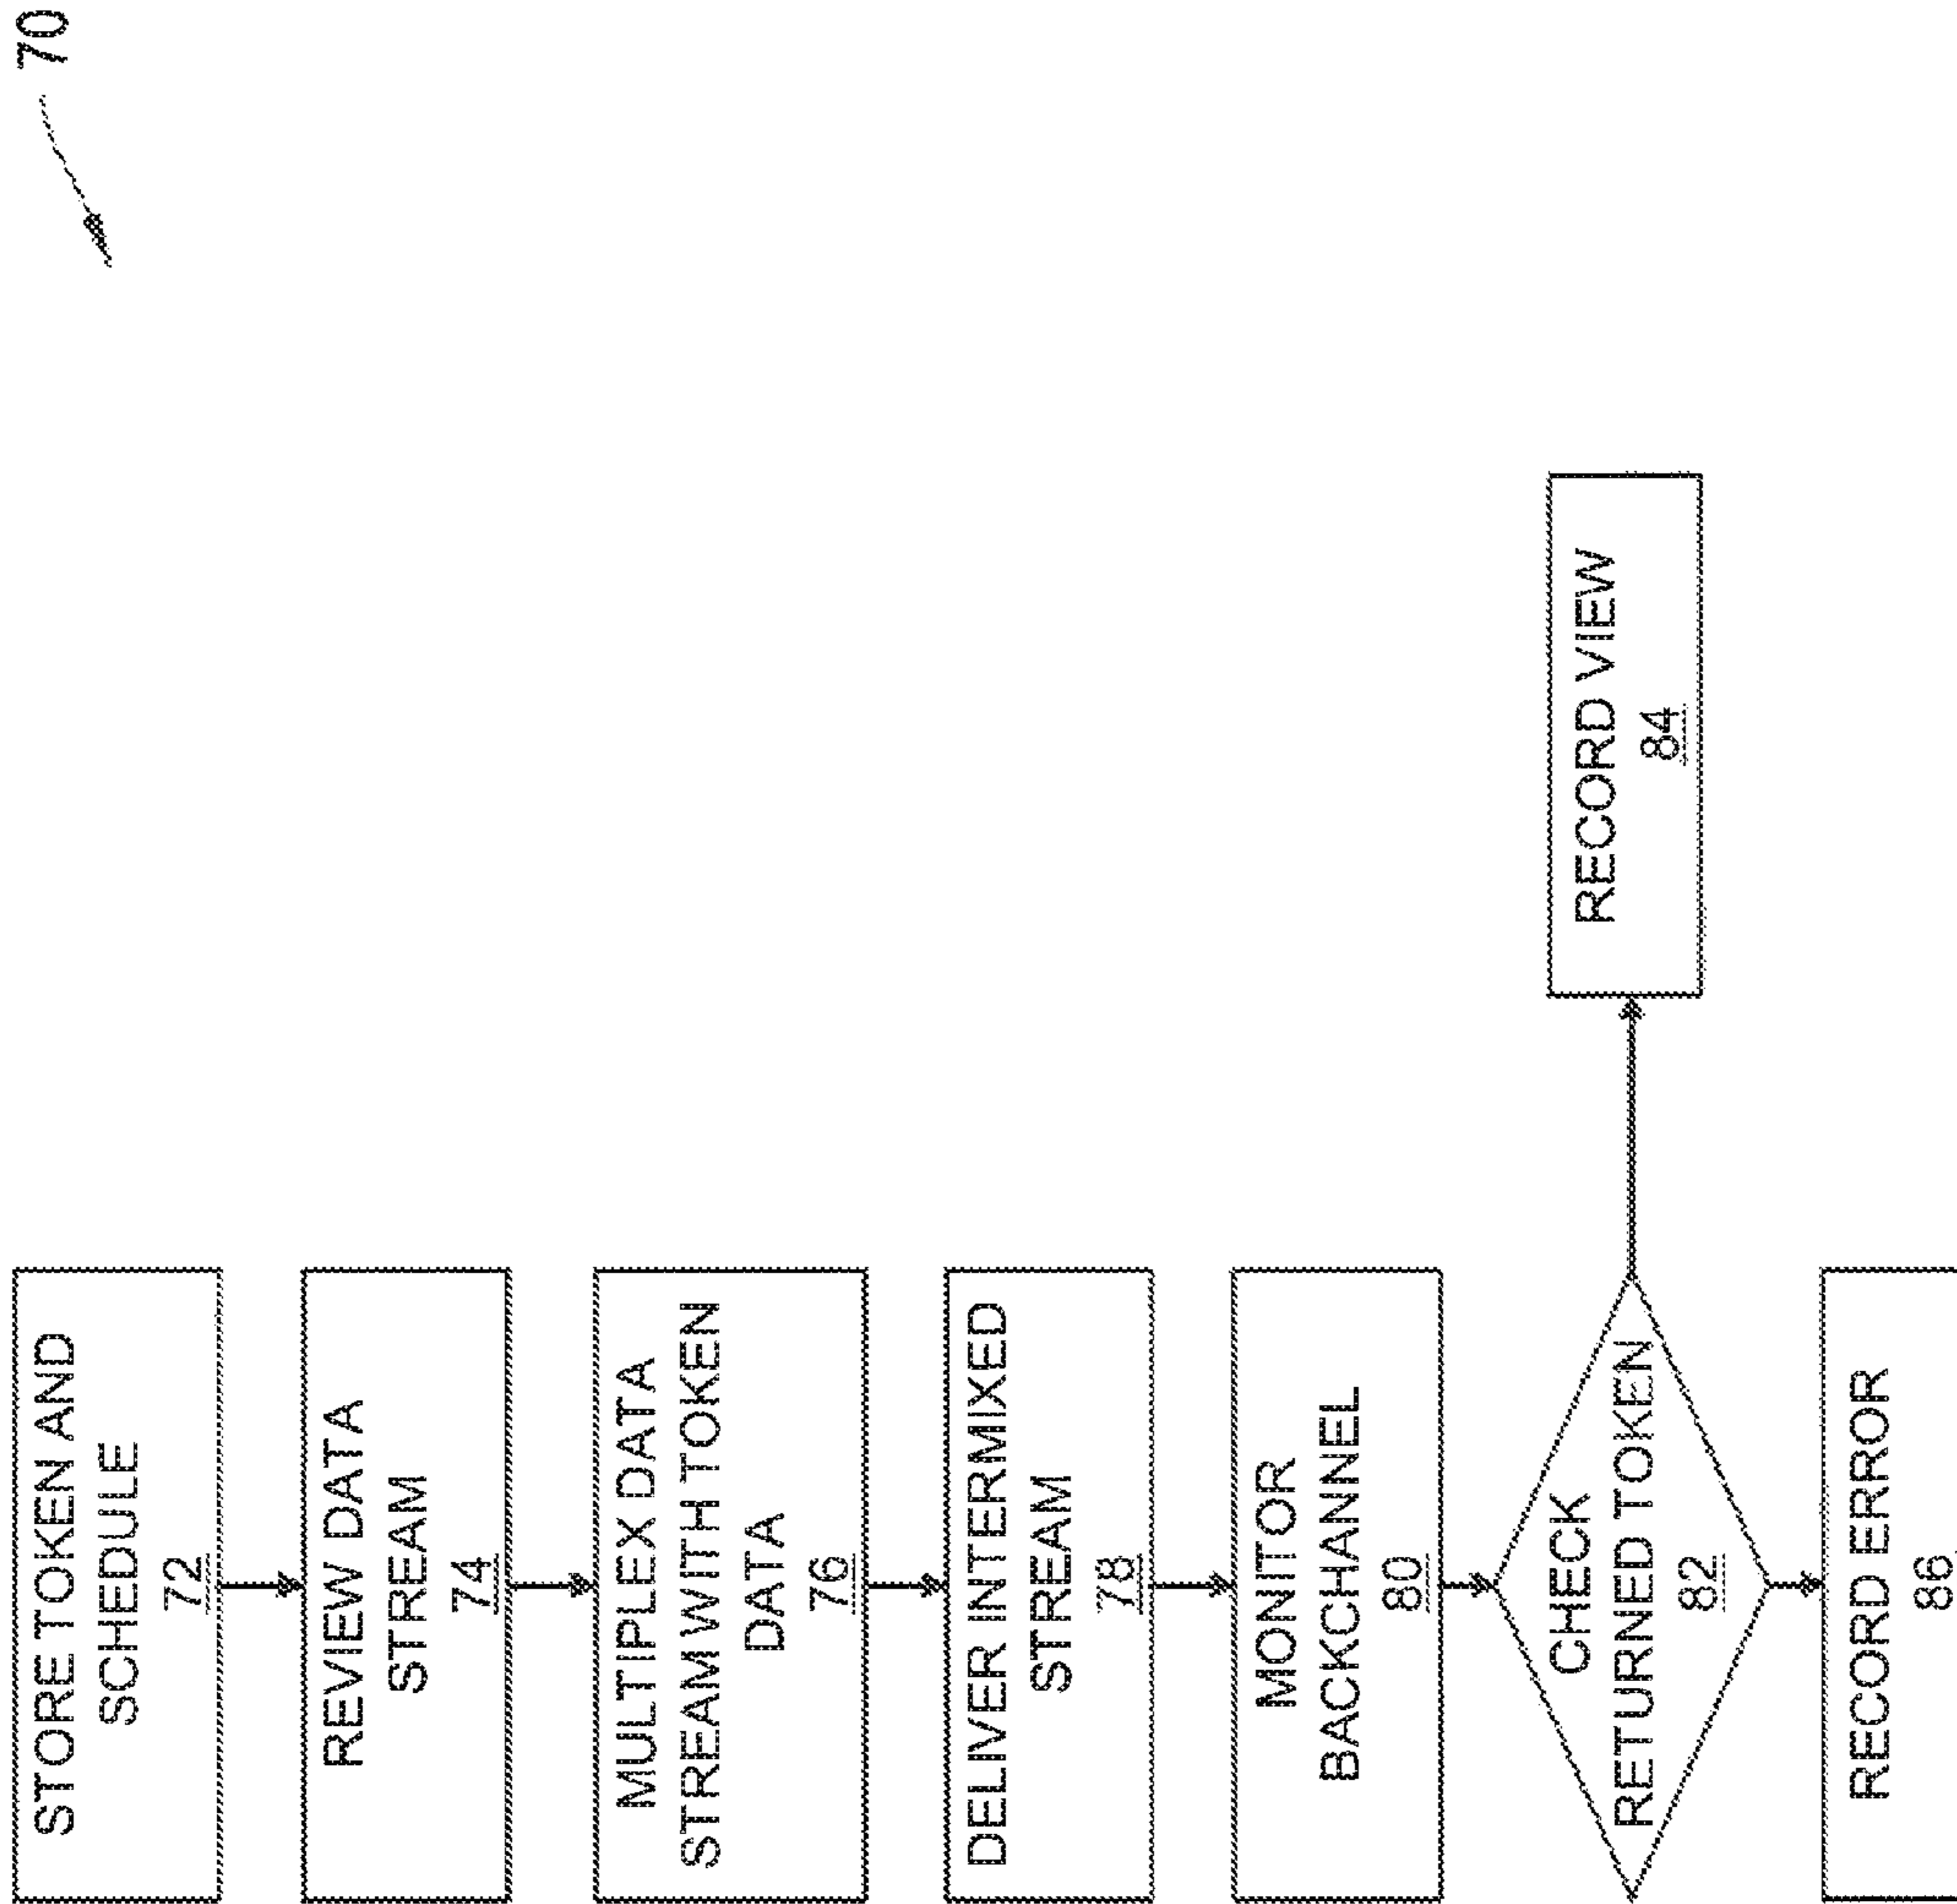 70
STORE TOKEN AND
SCHEDULE
72
REVIEW DATA
STREAM
74
MULTIPLEX DATA
STREAM WITH TOKEN
DATA
76
DELIVER INTERMIXED
STREAM
78
MONITOR
BACKCHANNEL
80
CHECK
RETURNED TOKEN
82
RECORD VIEW
84
RECORD ERROR
86